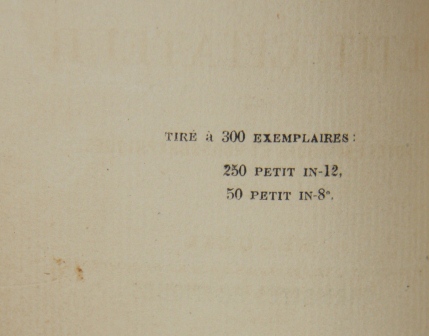 TIRÉ à 300 EXEMPLAIRES:
250 PETIT IN-12,
50 PETIT IN-8°.